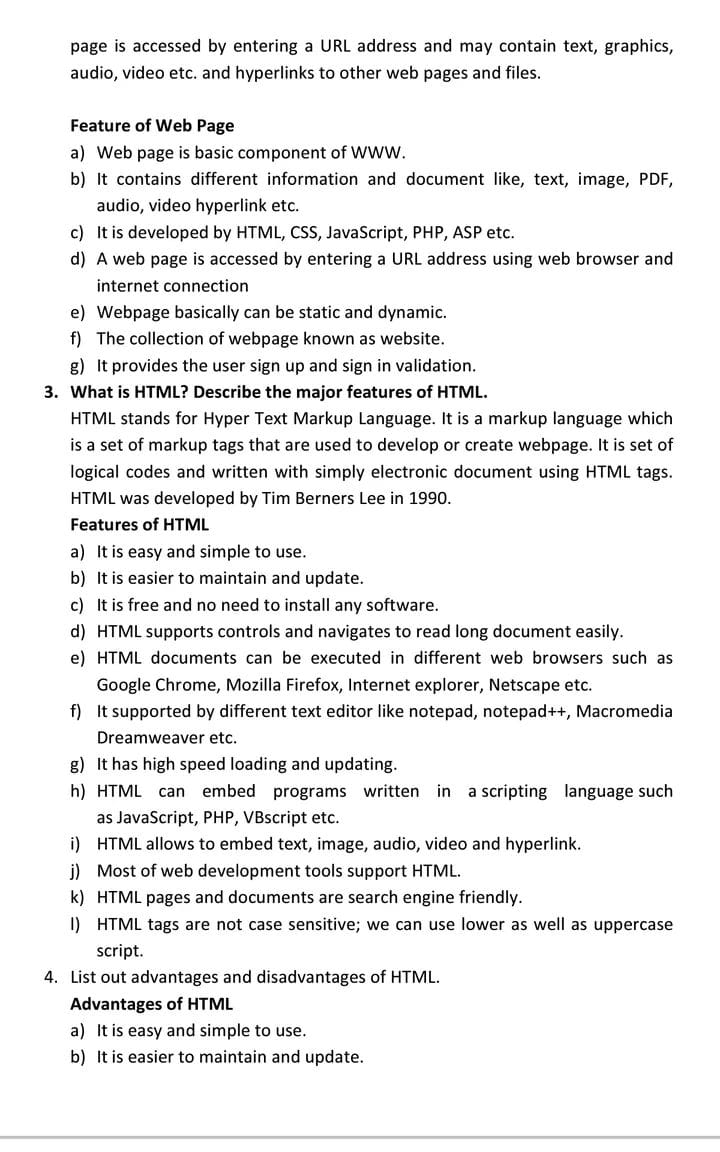 page is accessed by entering a URL address and may contain text, graphics,
audio, video etc. and hyperlinks to other web pages and files.
Feature of Web Page
a) Web page is basic component of WWW.
b) It contains different information and document like, text, image, PDF,
audio, video hyperlink etc.
c) It is developed by HTML, CSS, JavaScript, PHP, ASP etc.
d) A web page is accessed by entering a URL address using web browser and
internet connection
e) Webpage basically can be static and dynamic.
f) The collection of webpage known as website.
g) It provides the user sign up and sign in validation.
3. What is HTML? Describe the major features of HTML.
HTML stands for Hyper Text Markup Language. It is a markup language which
is a set of markup tags that are used to develop or create webpage. It is set of
logical codes and written with simply electronic document using HTML tags.
HTML was developed by Tim Berners Lee in 1990.
Features of HTML
a) It is easy and simple to use.
b) It is easier to maintain and update.
c) It is free and no need to install any software.
d) HTML supports controls and navigates to read long document easily.
e) HTML documents can be executed in different web browsers such as
Google Chrome, Mozilla Firefox, Internet explorer, Netscape etc.
f) It supported by different text editor like notepad, notepad++, Macromedia
Dreamweaver etc.
g) It has high speed loading and updating.
h) HTML can embed programs written in a scripting language such
as JavaScript, PHP, VBscript etc.
i) HTML allows to embed text, image, audio, video and hyperlink.
j) Most of web development tools support HTML.
k) HTML pages and documents are search engine friendly.
l) HTML tags are not case sensitive; we can use lower as well as uppercase
script.
4. List out advantages and disadvantages of HTML.
Advantages of HTML
a) It is easy and simple to use.
b) It is easier to maintain and update.